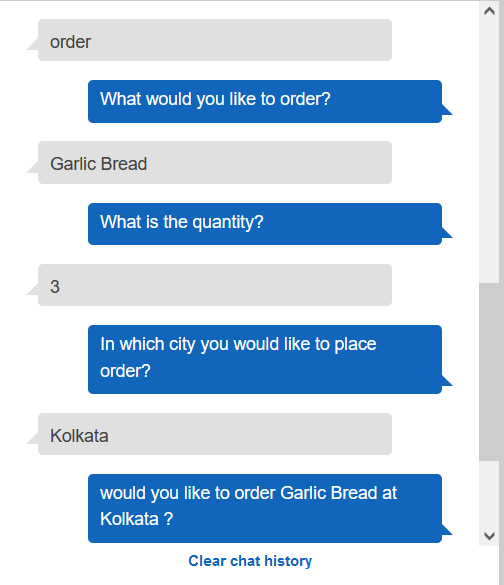 order
What would you like to order?
Garlic Bread
What is the quantity?
3
In which city you would like to place
order?
Kolkata
would you like to order Garlic Bread at
Kolkata ?
Clear chat history